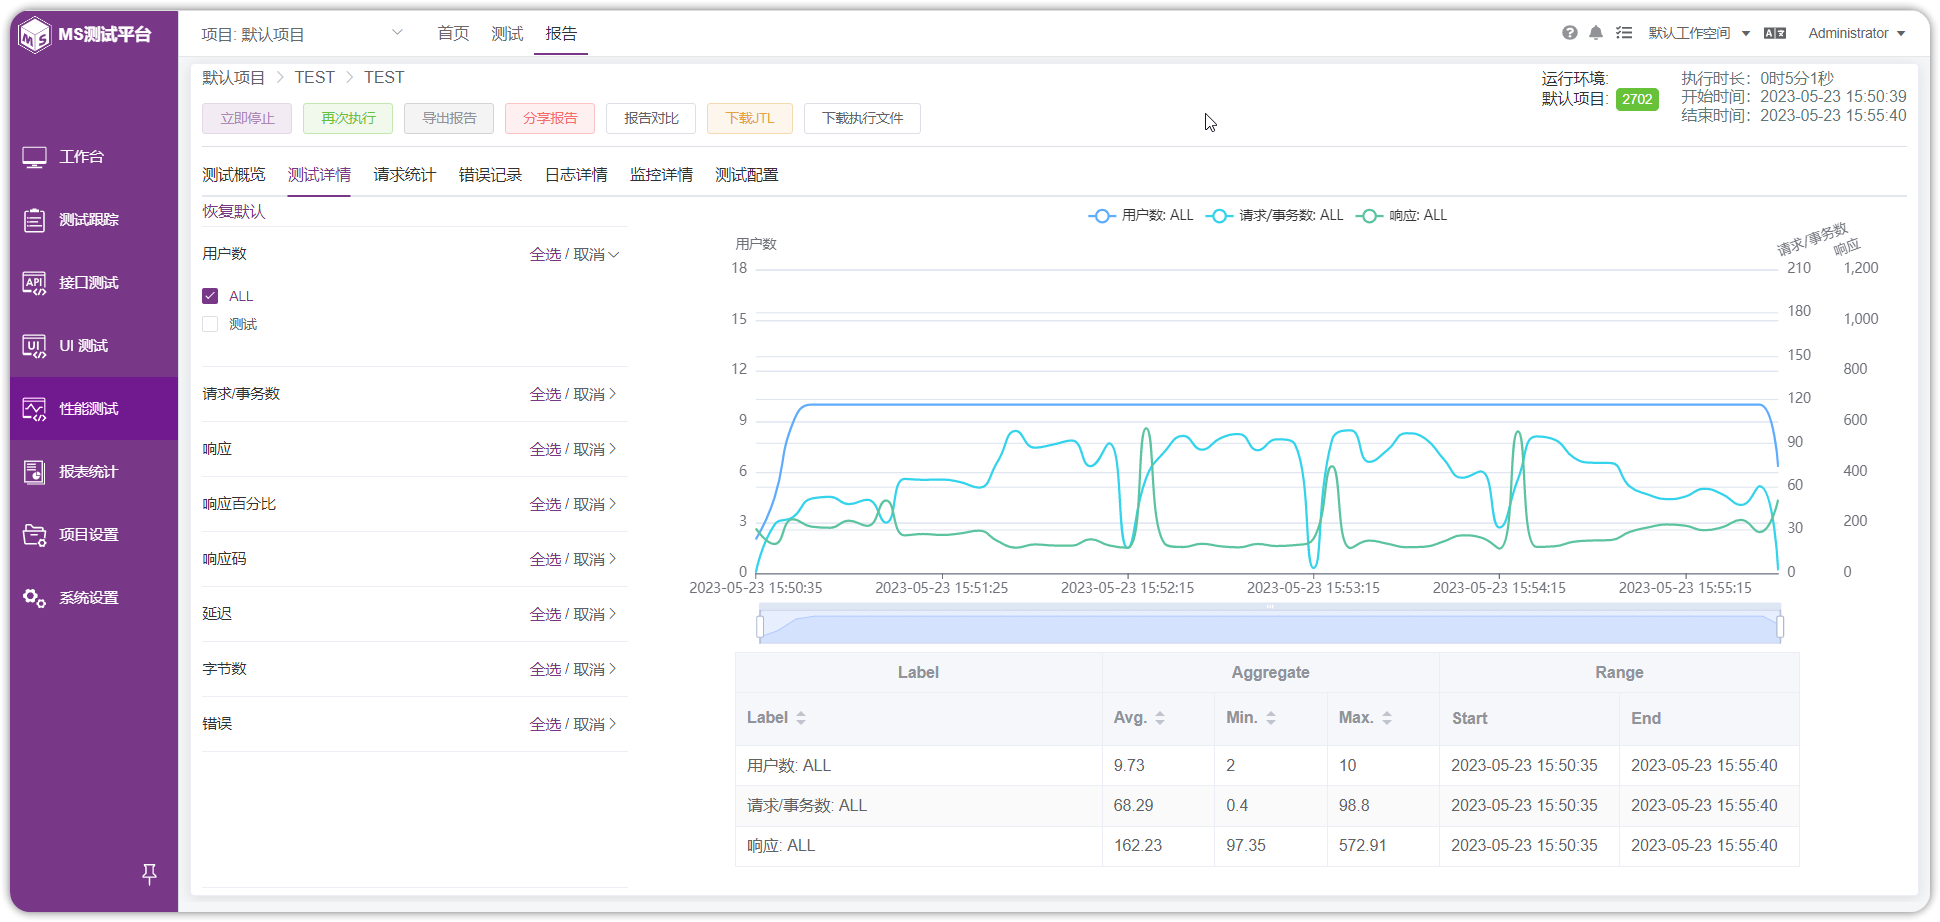 MS测试平台
项目: 默认项目
首页 测试 报告
默认工作空间
Administrator
工作台
测试跟踪
接口测试
UI 测试
性能测试
报表统计
项目设置
系统设置
默认项目 > TEST > TEST
立即停止 再次执行 导出报告 分享报告 报告对比 下载JTL 下载执行文件
运行环境:
默认项目: 2702
执行时长: 0时5分1秒
开始时间: 2023-05-23 15:50:39
结束时间: 2023-05-23 15:55:40
测试概览 测试详情 请求统计 错误记录 日志详情 监控详情 测试配置
恢复默认
用户数 全选 / 取消
ALL
测试
请求/事务数 全选 / 取消
响应 全选 / 取消
响应百分比 全选 / 取消
响应码 全选 / 取消
延迟 全选 / 取消
字节数 全选 / 取消
错误 全选 / 取消
用户数: ALL 请求/事务数: ALL 响应: ALL
用户数 请求/事务数 响应
18 210 1,200
180
15 1,000
150
12 800
120
9 600
90
6 400
60
3 200
30
0 0 0
2023-05-23 15:50:35 2023-05-23 15:51:25 2023-05-23 15:52:15 2023-05-23 15:53:15 2023-05-23 15:54:15 2023-05-23 15:55:15
Label Aggregate Range
Label Avg. Min. Max. Start End
用户数: ALL 9.73 2 10 2023-05-23 15:50:35 2023-05-23 15:55:40
请求/事务数: ALL 68.29 0.4 98.8 2023-05-23 15:50:35 2023-05-23 15:55:40
响应: ALL 162.23 97.35 572.91 2023-05-23 15:50:35 2023-05-23 15:55:40